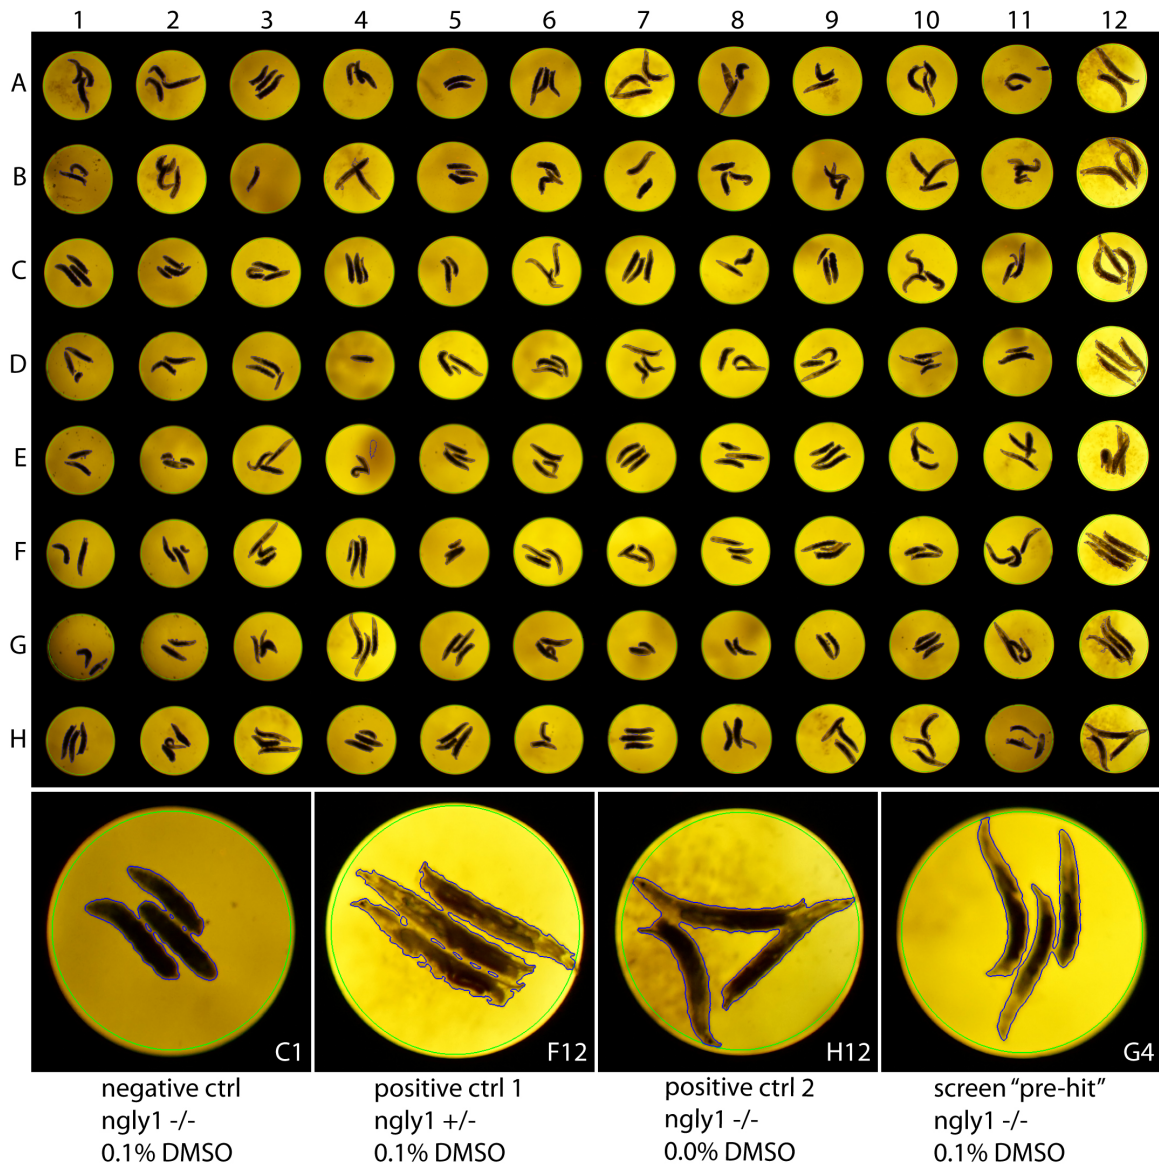 1 2 3 4 5 6 7 8 9 10 11 12
A
B
C
D
E
F
G
H
C1 F12 H12 G4
negative ctrl positive ctrl 1 positive ctrl 2 screen “pre-hit”
ngly1 -/- ngly1 +/- ngly1 -/- ngly1 -/-
0.1% DMSO 0.1% DMSO 0.0% DMSO 0.1% DMSO